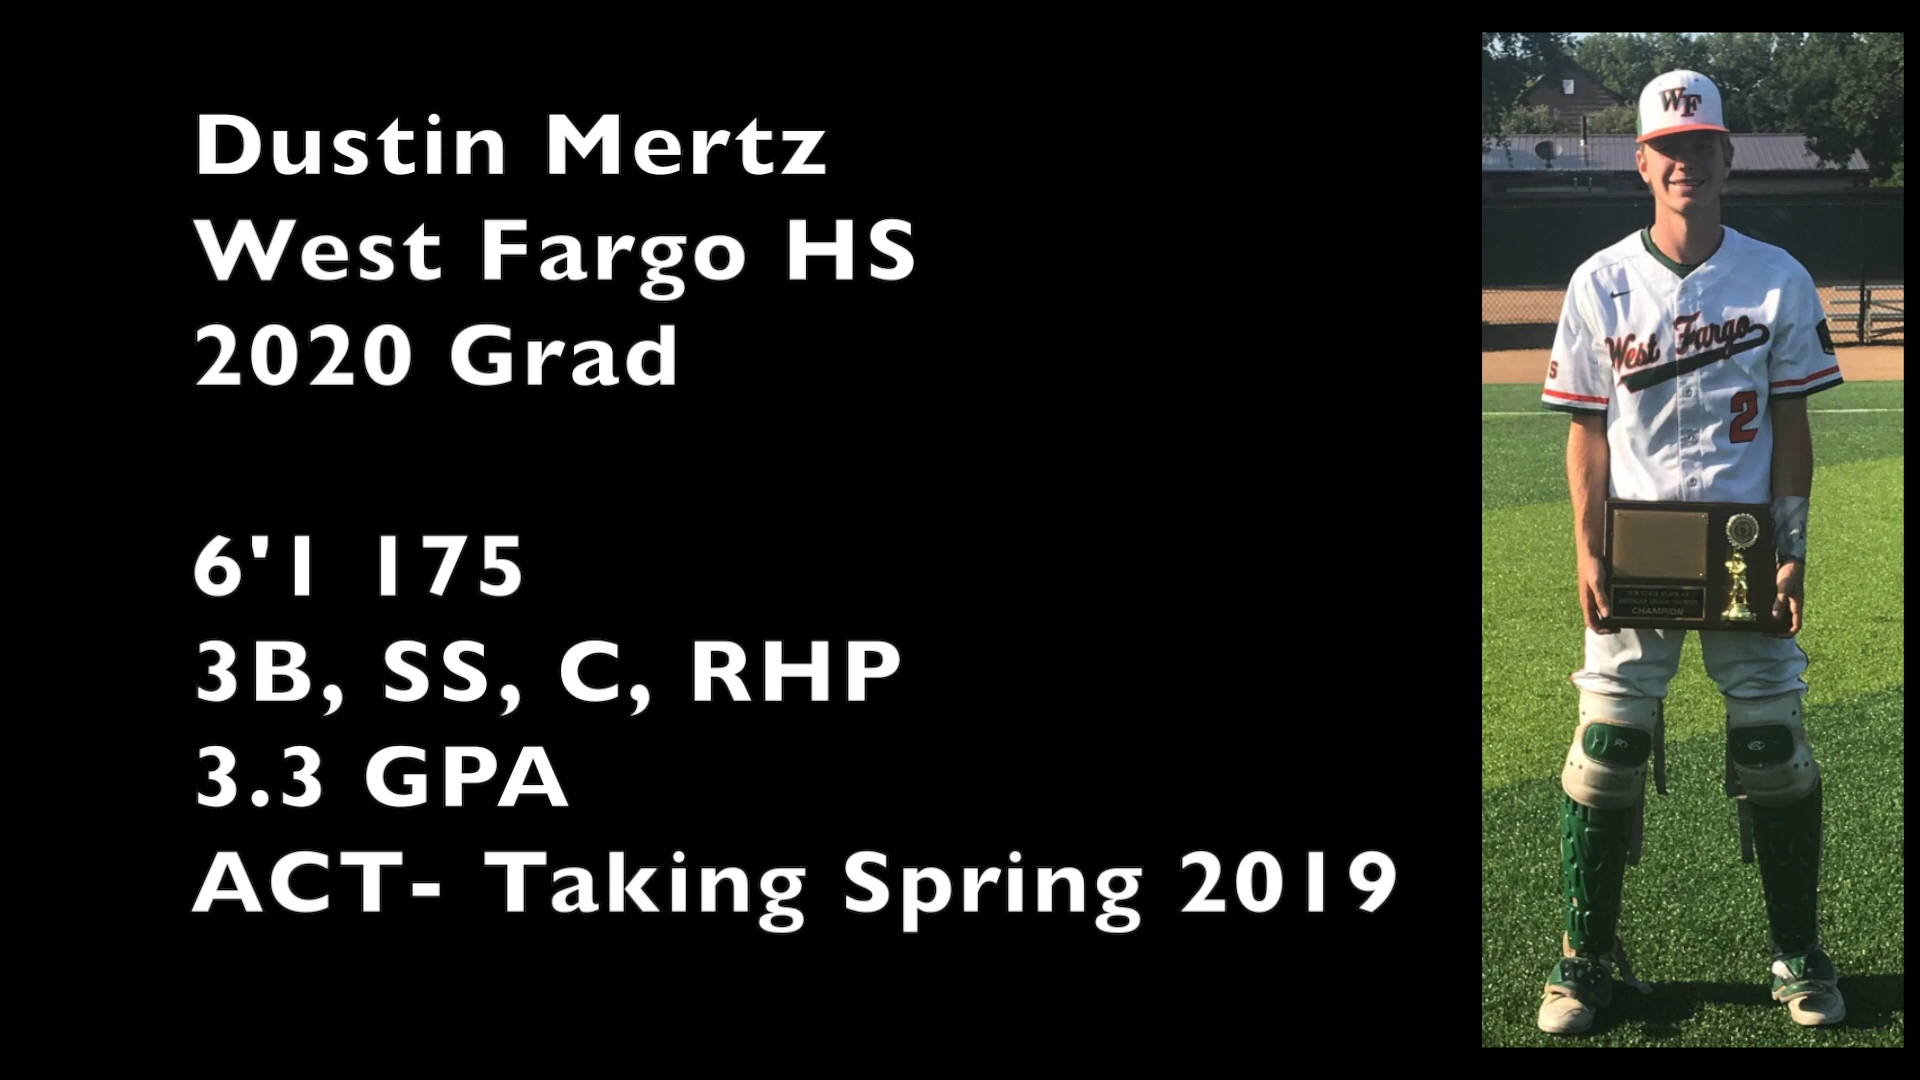 Dustin Mertz
West Fargo HS
2020 Grad
6'1 175
3B, SS, C, RHP
3.3 GPA
ACT- Taking Spring 2019
WF
West Fargo
2
S
CHAMPION